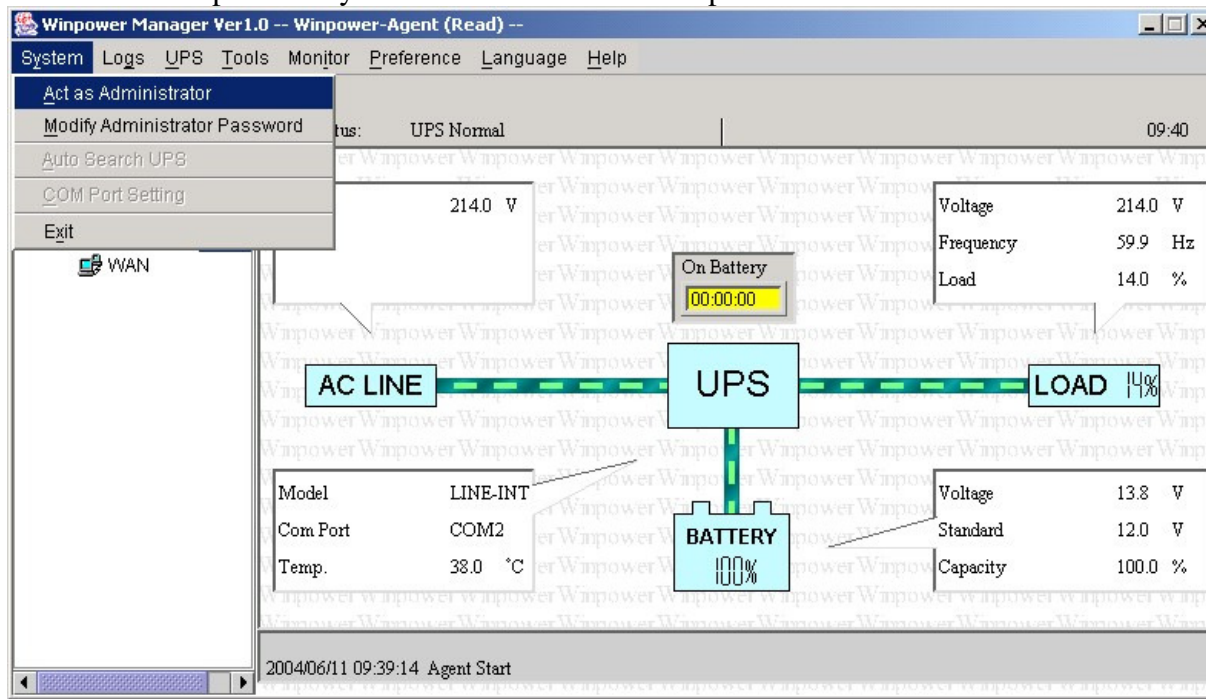 Winpower Manager Ver1.0 -- Winpower-Agent (Read) --
System Logs UPS Tools Monitor Preference Language Help
Act as Administrator
Modify Administrator Password
Auto Search UPS
COM Port Setting
Exit
WAN
tus: UPS Normal
09:40
214.0 V
Voltage 214.0 V
Frequency 59.9 Hz
Load 14.0 %
On Battery
00:00:00
AC LINE
UPS
LOAD 14%
Model LINE-INT
Com Port COM2
Temp. 38.0 °C
BATTERY
100%
Voltage 13.8 V
Standard 12.0 V
Capacity 100.0 %
2004/06/11 09:39:14 Agent Start